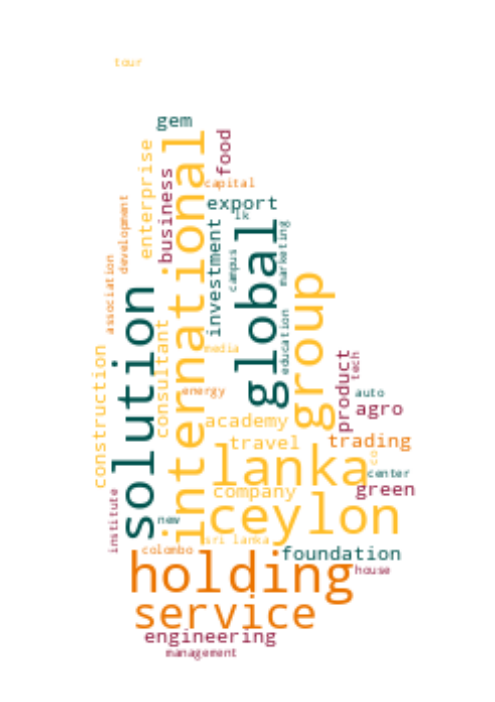 tour
gem
food
enterprise
international
business
capital
export
lk
development
investment
global
marketing
campus
association
solution
group
education
consultant
media
construction
energy
product
tech
auto
agro
academy
travel
trading
lanka
co
center
company
green
institute
new
ceylon
sri lanka
colombo
foundation
holding
house
service
engineering
management